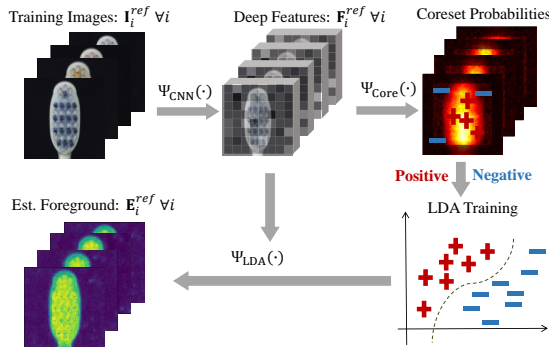 Training Images: I_i^ref ∀i
Deep Features: F_i^ref ∀i
Coreset Probabilities
Ψ_CNN(·)
Ψ_Core(·)
Positive
Negative
Est. Foreground: E_i^ref ∀i
LDA Training
Ψ_LDA(·)